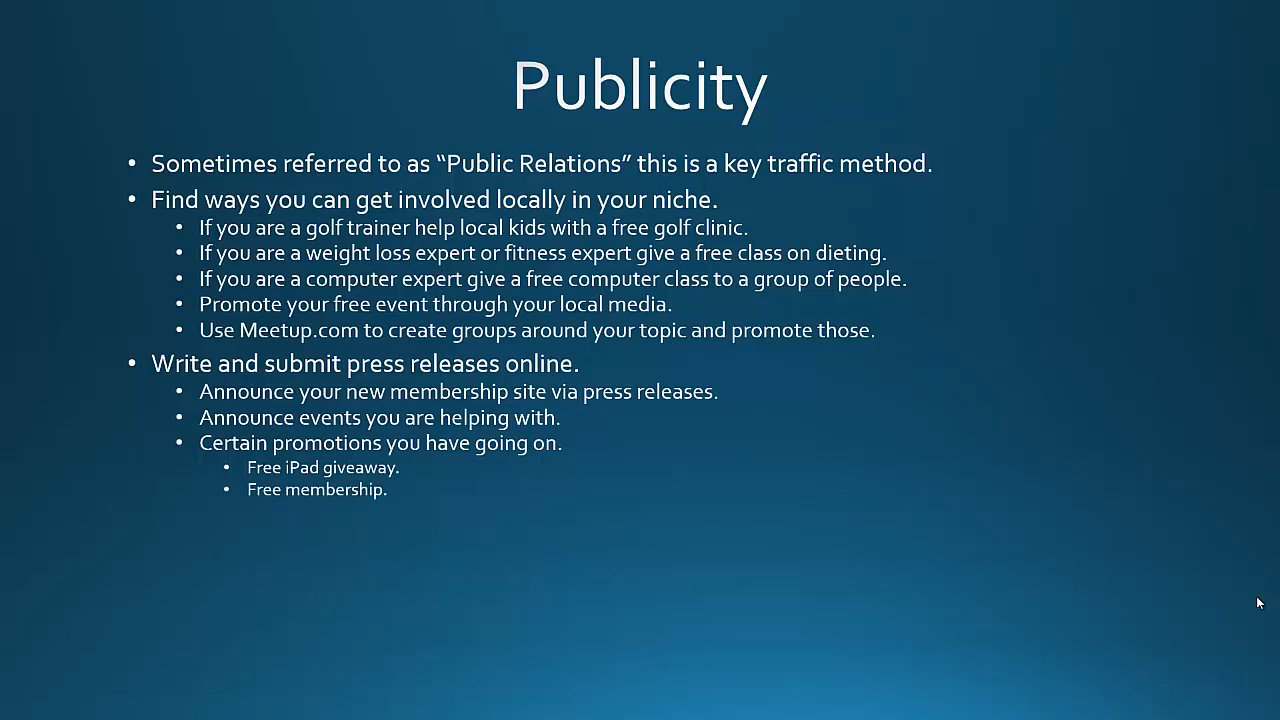 Publicity
• Sometimes referred to as “Public Relations” this is a key traffic method.
• Find ways you can get involved locally in your niche.
• If you are a golf trainer help local kids with a free golf clinic.
• If you are a weight loss expert or fitness expert give a free class on dieting.
• If you are a computer expert give a free computer class to a group of people.
• Promote your free event through your local media.
• Use Meetup.com to create groups around your topic and promote those.
• Write and submit press releases online.
• Announce your new membership site via press releases.
• Announce events you are helping with.
• Certain promotions you have going on.
• Free iPad giveaway.
• Free membership.